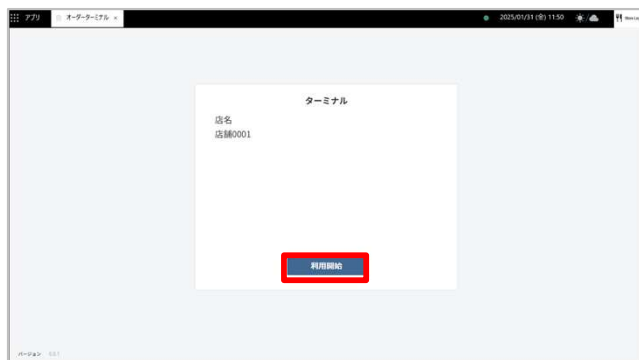 アプリ
オーダーターミナル ×
2025/01/31 (金) 11:50
ターミナル
店名
店舗0001
利用開始
バージョン